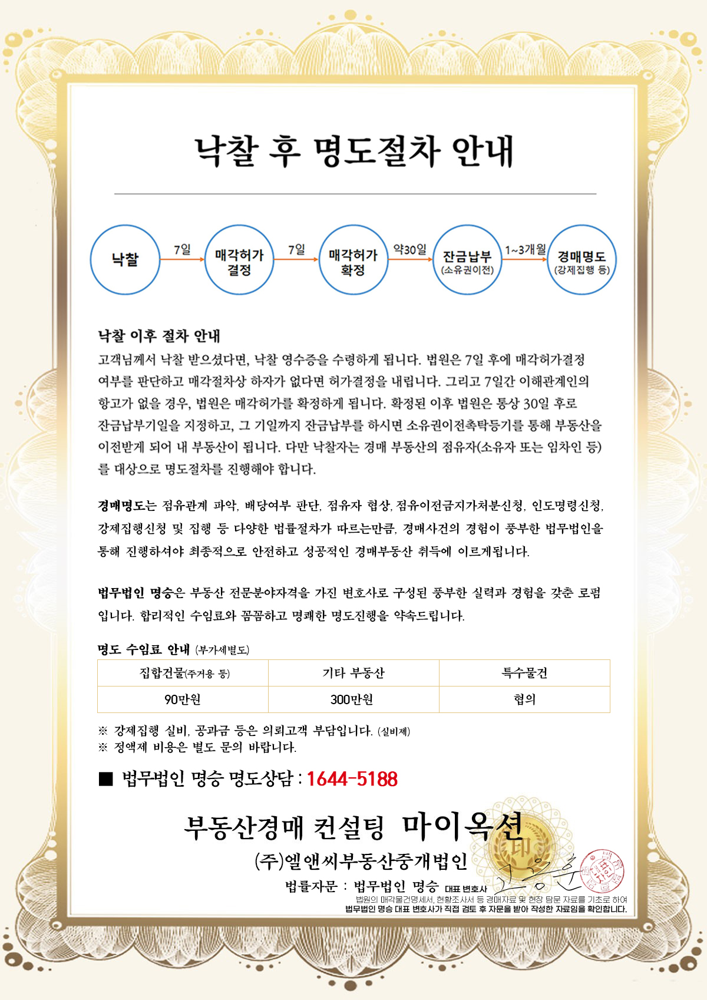 낙찰 후 명도절차 안내
낙찰
7일
매각허가
결정
7일
매각허가
확정
약30일
잔금납부
(소유권이전)
1~3개월
경매명도
(강제집행 등)
낙찰 이후 절차 안내
고객님께서 낙찰 받으셨다면, 낙찰 영수증을 수령하게 됩니다. 법원은 7일 후에 매각허가결정
여부를 판단하고 매각절차상 하자가 없다면 허가결정을 내립니다. 그리고 7일간 이해관계인의
항고가 없을 경우, 법원은 매각허가를 확정하게 됩니다. 확정된 이후 법원은 통상 30일 후로
잔금납부기일을 지정하고, 그 기일까지 잔금납부를 하시면 소유권이전촉탁등기를 통해 부동산을
이전받게 되어 내 부동산이 됩니다. 다만 낙찰자는 경매 부동산의 점유자(소유자 또는 임차인 등)
를 대상으로 명도절차를 진행해야 합니다.
경매명도는 점유관계 파악, 배당여부 판단, 점유자 협상, 점유이전금지가처분신청, 인도명령신청,
강제집행신청 및 집행 등 다양한 법률절차가 따르는만큼, 경매사건의 경험이 풍부한 법무법인을
통해 진행하셔야 최종적으로 안전하고 성공적인 경매부동산 취득에 이르게됩니다.
법무법인 명승은 부동산 전문분야자격을 가진 변호사로 구성된 풍부한 실력과 경험을 갖춘 로펌
입니다. 합리적인 수임료와 꼼꼼하고 명쾌한 명도진행을 약속드립니다.
명도 수임료 안내 (부가세별도)
집합건물(주거용 등) 기타 부동산 특수물건
90만원 300만원 협의
※ 강제집행 실비, 공과금 등은 의뢰고객 부담입니다. (실비제)
※ 정액제 비용은 별도 문의 바랍니다.
■ 법무법인 명승 명도상담 : 1644-5188
부동산경매 컨설팅 마이옥션
印
(주)엘앤씨부동산중개법인
법률자문 : 법무법인 명승 대표 변호사 고용훈
법원의 매각물건명세서, 현황조사서 등 경매자료 및 현장 탐문 자료를 기초로 하여
법무법인 명승 대표 변호사가 직접 검토 후 자문을 받아 작성한 자료임을 확인합니다.